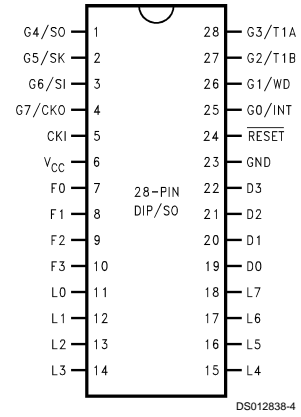 G4/SO 1 28 G3/T1A
G5/SK 2 27 G2/T1B
G6/SI 3 26 G1/WD
G7/CKO 4 25 G0/INT
CKI 5 24 RESET
VCC 6 23 GND
F0 7 28-PIN 22 D3
DIP/SO
F1 8 21 D2
F2 9 20 D1
F3 10 19 D0
L0 11 18 L7
L1 12 17 L6
L2 13 16 L5
L3 14 15 L4
DS012838-4